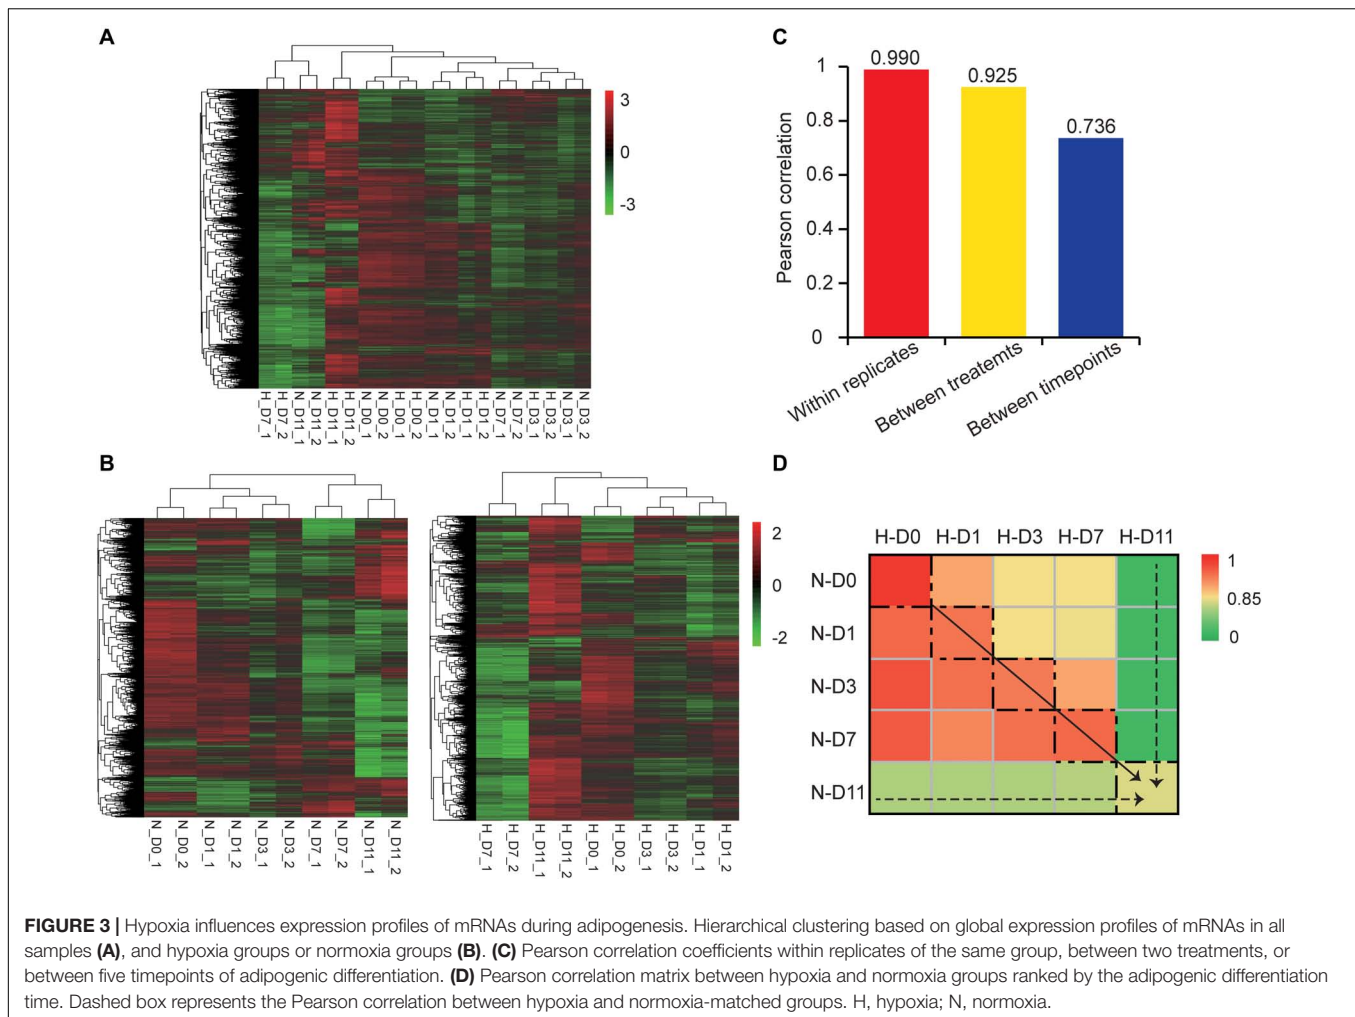 A
3
0
-3
H_D7_1 H_D7_2 N_D11_1 N_D11_2 H_D11_1 H_D11_2 N_D0_1 N_D0_2 H_D0_1 H_D0_2 N_D1_1 N_D1_2 H_D1_1 H_D1_2 N_D7_1 N_D7_2 H_D3_1 H_D3_2 N_D3_1 N_D3_2
C
Pearson correlation
1
0.8
0.6
0.4
0.2
0
0.990
0.925
0.736
Within replicates
Between treatemts
Between timepoints
B
N_D0_1 N_D0_2 N_D1_1 N_D1_2 N_D3_1 N_D3_2 N_D7_1 N_D7_2 N_D11_1 N_D11_2
H_D7_1 H_D7_2 H_D11_1 H_D11_2 H_D0_1 H_D0_2 H_D3_1 H_D3_2 H_D1_1 H_D1_2
2
0
-2
D
H-D0 H-D1 H-D3 H-D7 H-D11
N-D0
N-D1
N-D3
N-D7
N-D11
1
0.85
0
FIGURE 3 | Hypoxia influences expression profiles of mRNAs during adipogenesis. Hierarchical clustering based on global expression profiles of mRNAs in all
samples (A), and hypoxia groups or normoxia groups (B). (C) Pearson correlation coefficients within replicates of the same group, between two treatments, or
between five timepoints of adipogenic differentiation. (D) Pearson correlation matrix between hypoxia and normoxia groups ranked by the adipogenic differentiation
time. Dashed box represents the Pearson correlation between hypoxia and normoxia-matched groups. H, hypoxia; N, normoxia.